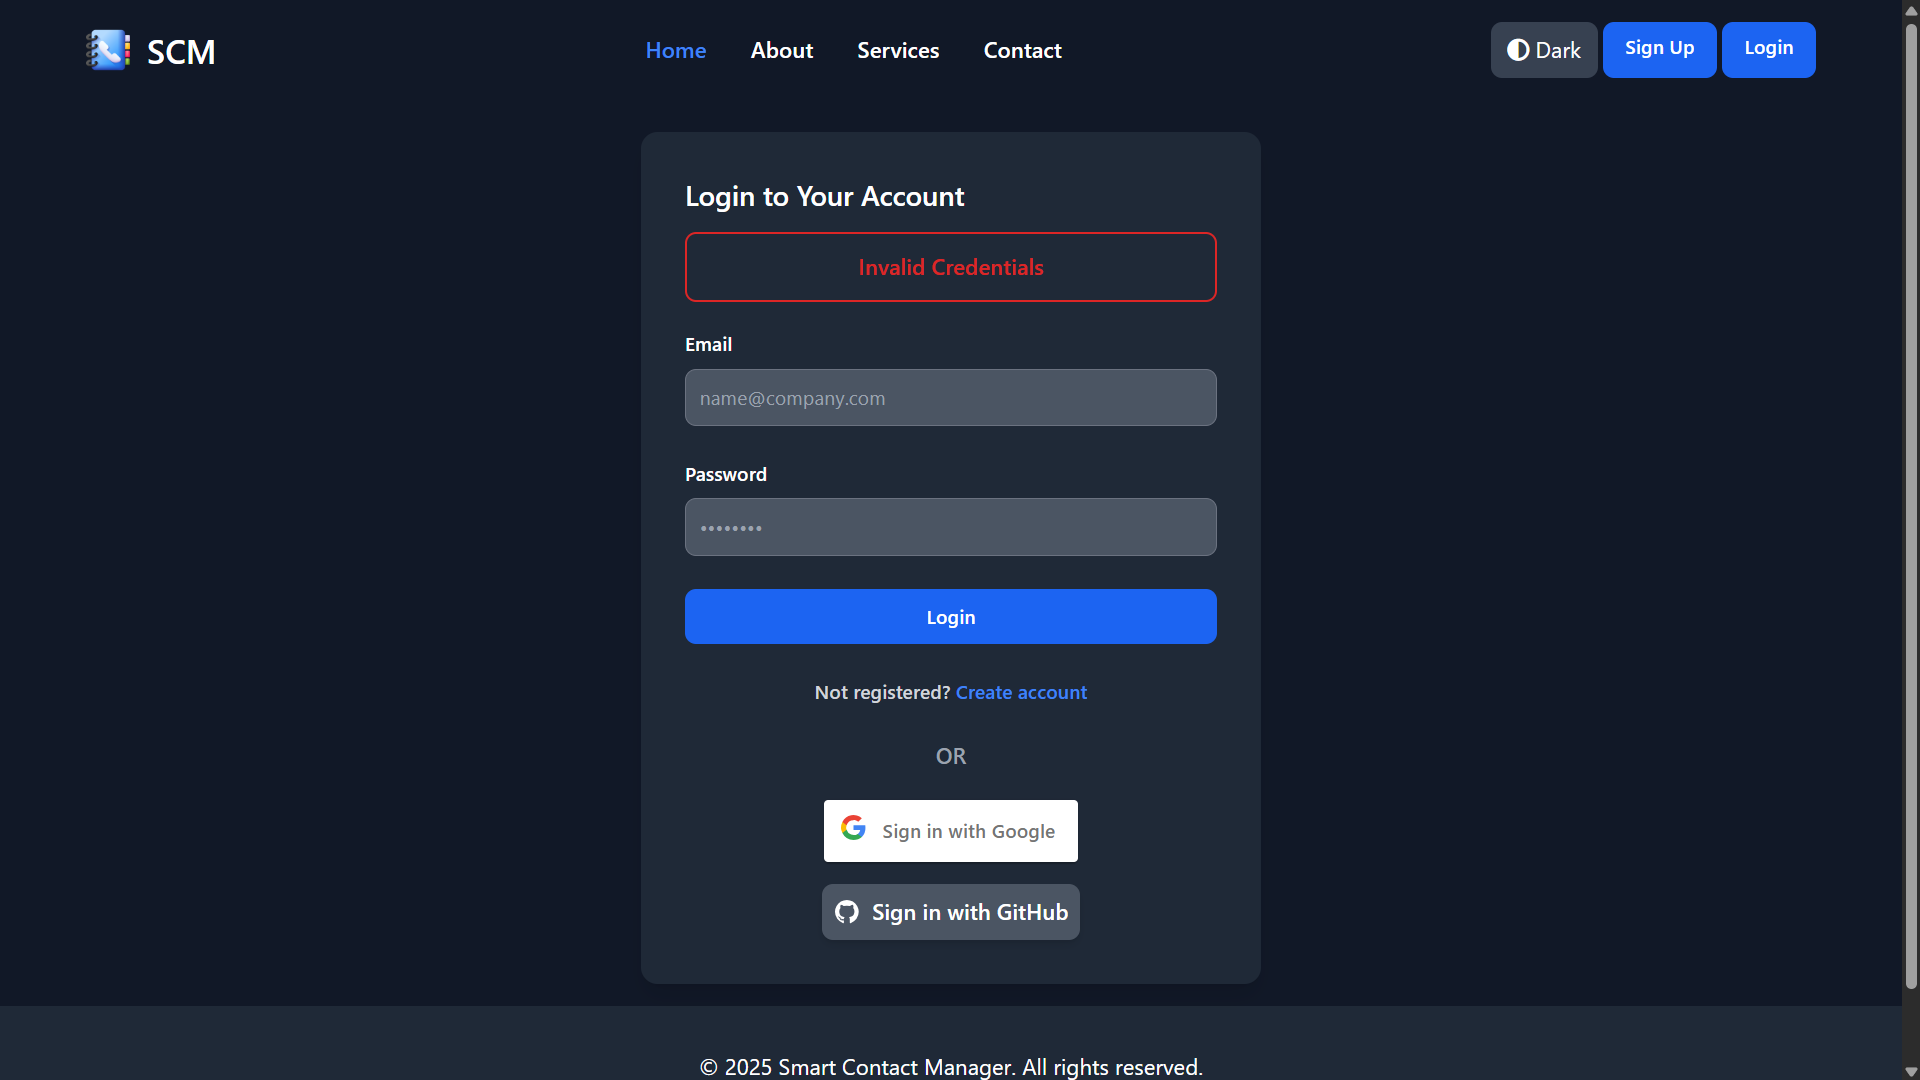 SCM
Home
About
Services
Contact
Dark
Sign Up
Login
Login to Your Account
Invalid Credentials
Email
name@company.com
Password
••••••••
Login
Not registered? Create account
OR
Sign in with Google
Sign in with GitHub
© 2025 Smart Contact Manager. All rights reserved.